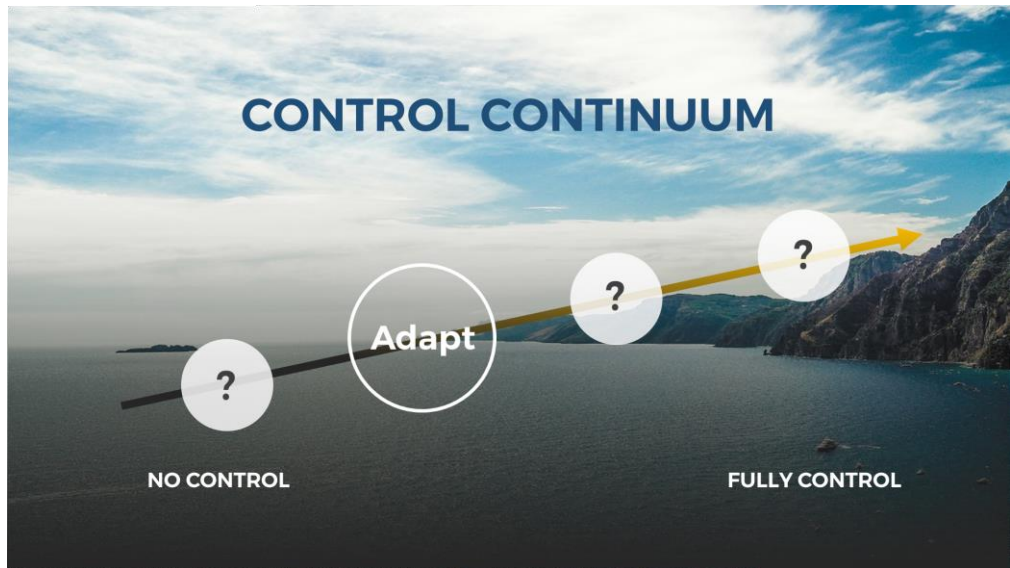 CONTROL CONTINUUM
?
?
Adapt
?
?
NO CONTROL
FULLY CONTROL